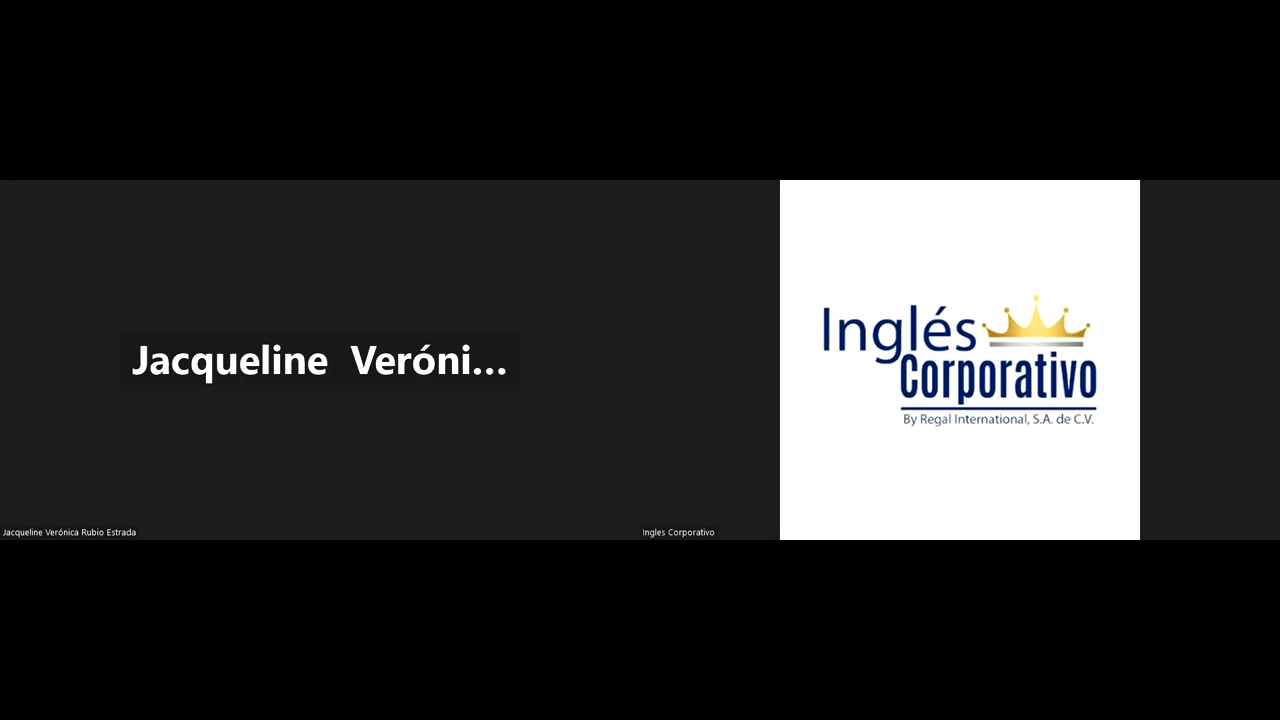 Jacqueline Veróni...
Jacqueline Verónica Rubio Estrada
Inglés
Corporativo
By Regal International, S.A. de C.V.
Ingles Corporativo